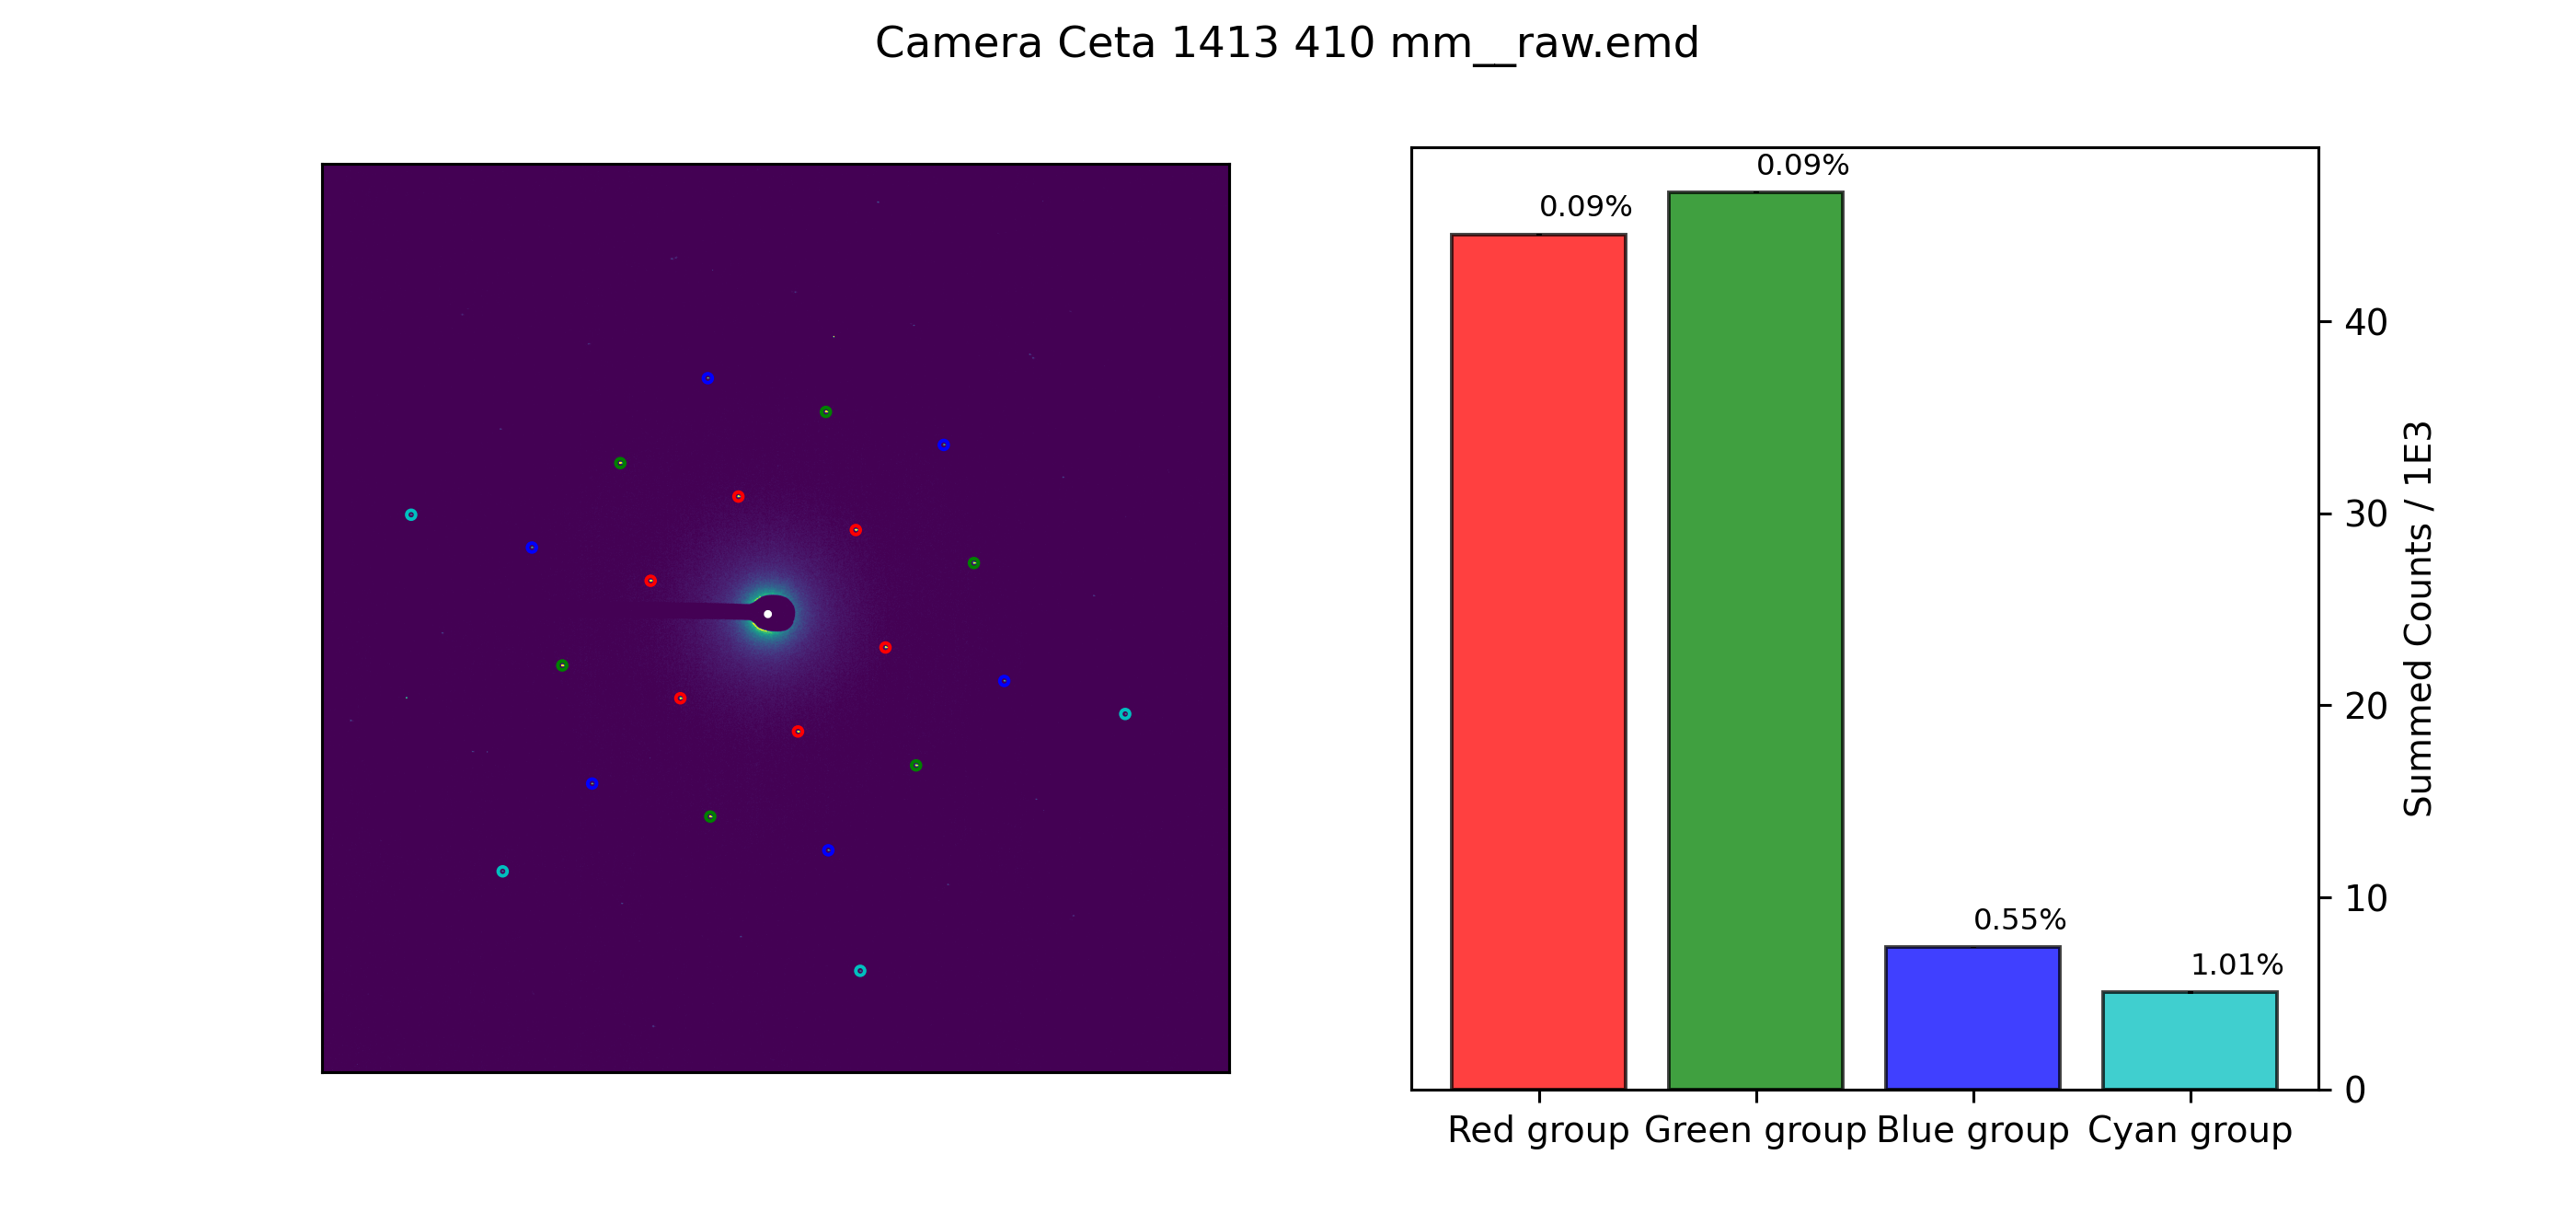 Camera Ceta 1413 410 mm__raw.emd
0.09%
0.09%
0.55%
1.01%
40
30
20
10
0
Summed Counts / 1E3
Red group
Green group
Blue group
Cyan group